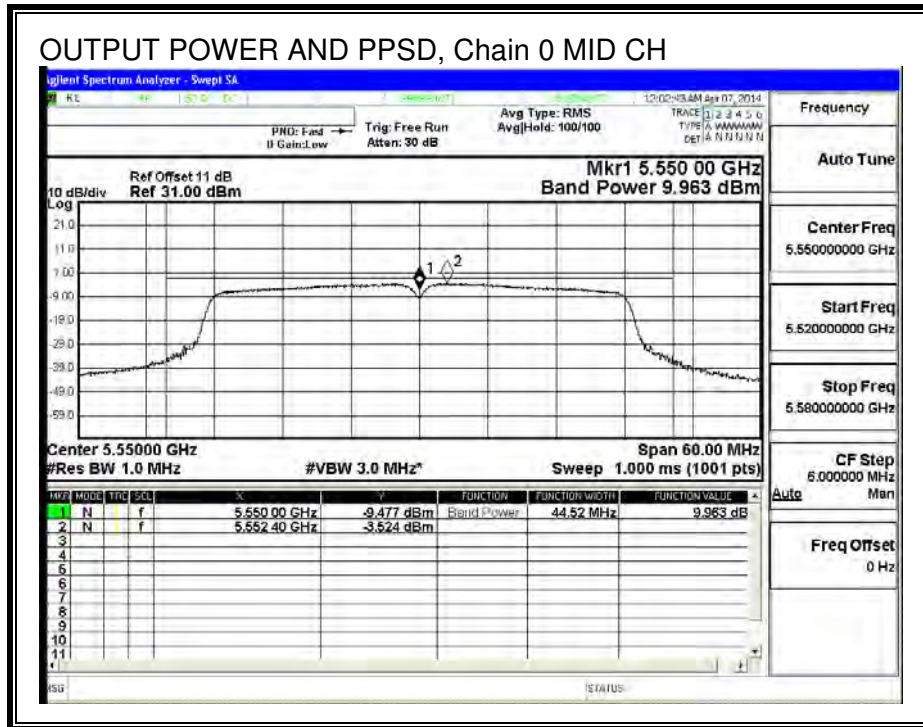 OUTPUT POWER AND PPSD, Chain 0 MID CH
Agilent Spectrum Analyzer - Swept SA
12:02:43 AM Apr 07, 2014
PNO: Fast
IFGain:Low
Trig: Free Run
Atten: 30 dB
Avg Type: RMS
Avg|Hold: 100/100
TRACE 1 2 3 4 5 6
TYPE A WWWWW
DET A N N N N N
Ref Offset 11 dB
Ref 31.00 dBm
10 dB/div
Log
Mkr1 5.550 00 GHz
Band Power 9.963 dBm
21.0
11.0
1.00
-9.00
-19.0
-29.0
-39.0
-49.0
-59.0
1
2
Center 5.55000 GHz
Span 60.00 MHz
#Res BW 1.0 MHz
#VBW 3.0 MHz*
Sweep 1.000 ms (1001 pts)
MKR MODE TRC SCL X Y FUNCTION FUNCTION WIDTH FUNCTION VALUE
1 N f 5.550 00 GHz -9.477 dBm Band Power 44.52 MHz 9.963 dB
2 N f 5.552 40 GHz -3.524 dBm
3
4
5
6
7
8
9
10
11
MSG
STATUS
Frequency
Auto Tune
Center Freq
5.550000000 GHz
Start Freq
5.520000000 GHz
Stop Freq
5.580000000 GHz
CF Step
6.000000 MHz
Auto Man
Freq Offset
0 Hz